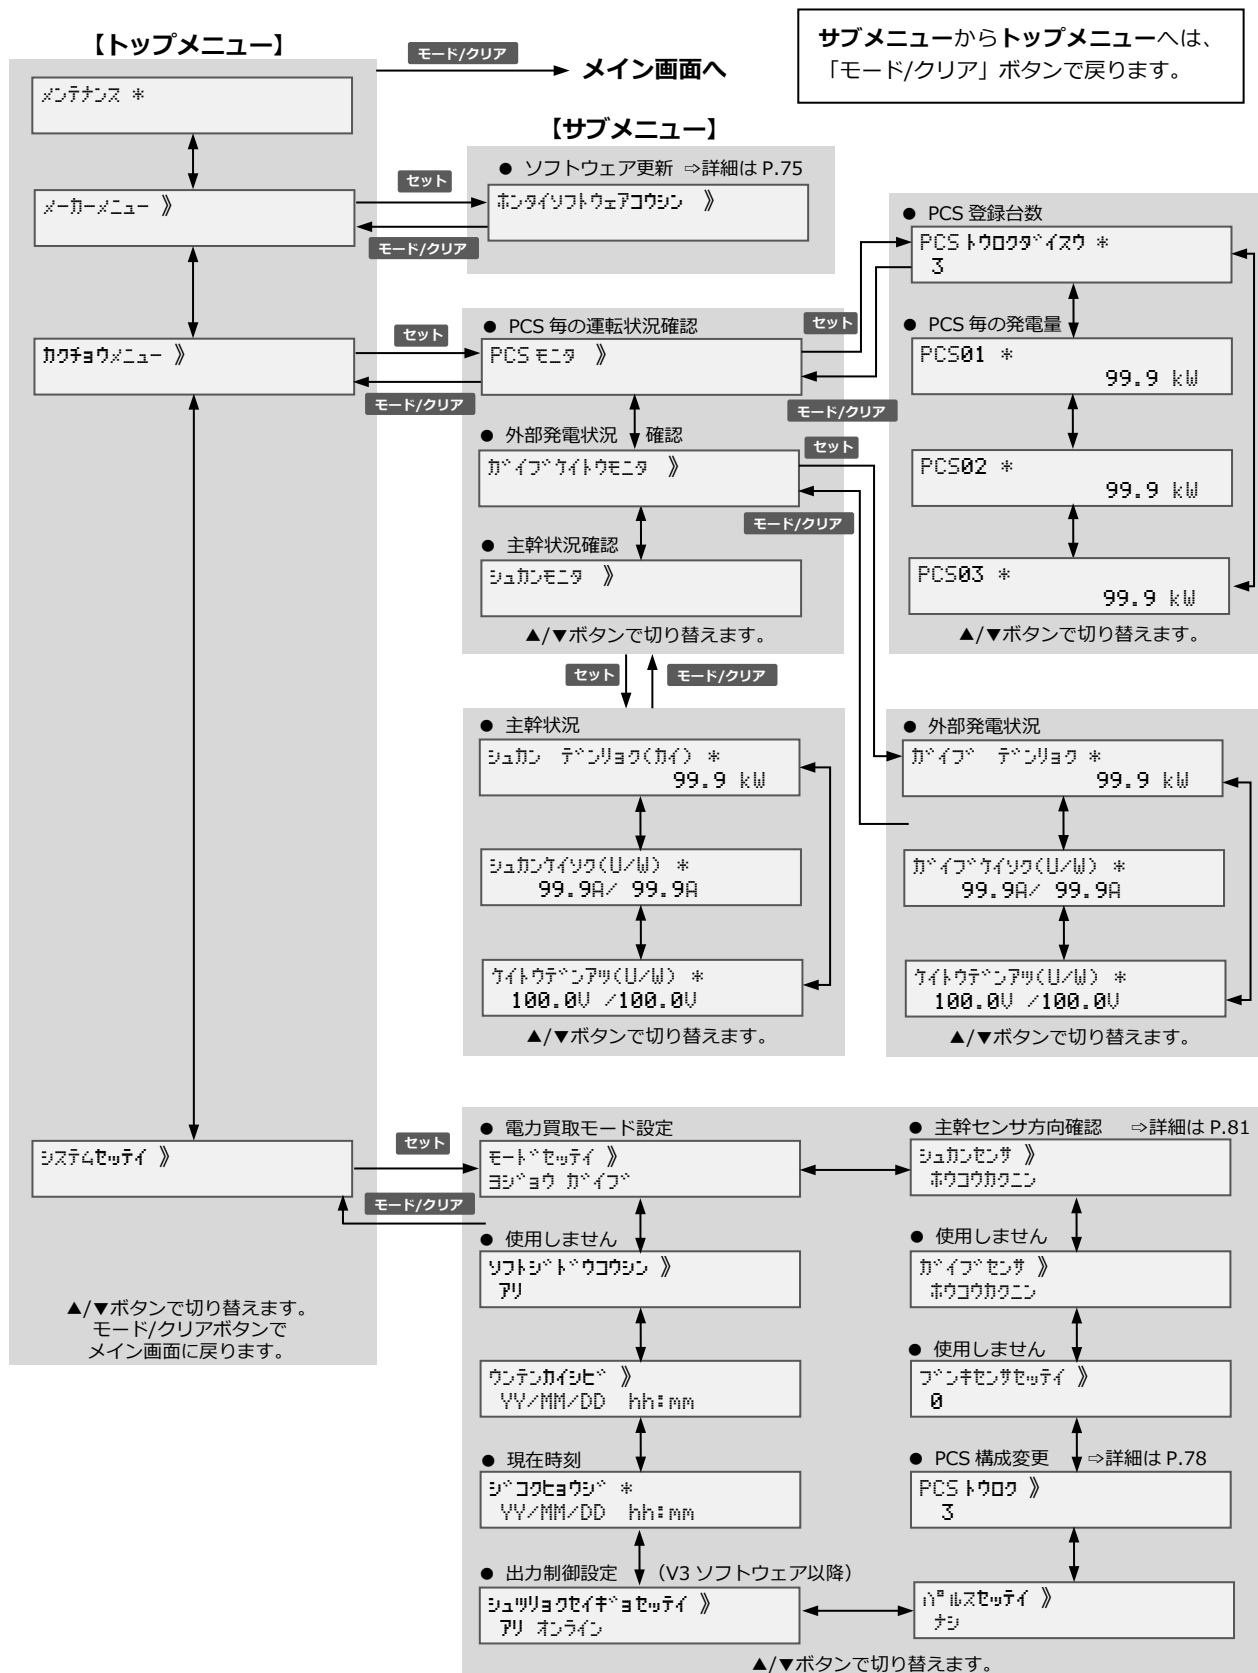 サブメニューからトップメニューへは、
「モード/クリア」ボタンで戻ります。
【トップメニュー】
モード/クリア
メイン画面へ
メンテナンス *
メーカーメニュー 》
カクチョウメニュー 》
システムセッテイ 》
▲/▼ボタンで切り替えます。
モード/クリアボタンで
メイン画面に戻ります。
【サブメニュー】
セット
モード/クリア
● ソフトウェア更新 ⇨詳細は P.75
ホンタイソフトウェアコウシン 》
セット
モード/クリア
● PCS 毎の運転状況確認
PCS モニタ 》
● 外部発電状況 確認
ガイブケイトウモニタ 》
● 主幹状況確認
シュカンモニタ 》
▲/▼ボタンで切り替えます。
セット
モード/クリア
● PCS 登録台数
PCS トウロクダイスウ *
3
● PCS 毎の発電量
PCS01 *
99.9 kW
PCS02 *
99.9 kW
PCS03 *
99.9 kW
▲/▼ボタンで切り替えます。
セット
モード/クリア
セット
モード/クリア
● 主幹状況
シュカン デンリョク(カイ) *
99.9 kW
シュカンケイソク(U/W) *
99.9A/ 99.9A
ケイトウデンアツ(U/W) *
100.0V /100.0V
▲/▼ボタンで切り替えます。
● 外部発電状況
ガイブ デンリョク *
99.9 kW
ガイブケイソク(U/W) *
99.9A/ 99.9A
ケイトウデンアツ(U/W) *
100.0V /100.0V
▲/▼ボタンで切り替えます。
セット
モード/クリア
● 電力買取モード設定
モードセッテイ 》
ヨジョウ ガイブ
● 使用しません
ソフトジドウコウシン 》
アリ
ウンテンカイシビ 》
YY/MM/DD hh:mm
● 現在時刻
ジコクヒョウジ *
YY/MM/DD hh:mm
● 出力制御設定 (V3 ソフトウェア以降)
シュツリョクセイギョセッテイ 》
アリ オンライン
● 主幹センサ方向確認 ⇨詳細は P.81
シュカンセンサ 》
ホウコウカクニン
● 使用しません
ガイブセンサ 》
ホウコウカクニン
● 使用しません
ブンキセンサセッテイ 》
0
● PCS 構成変更 ⇨詳細は P.78
PCS トウロク 》
3
パルスセッテイ 》
ナシ
▲/▼ボタンで切り替えます。